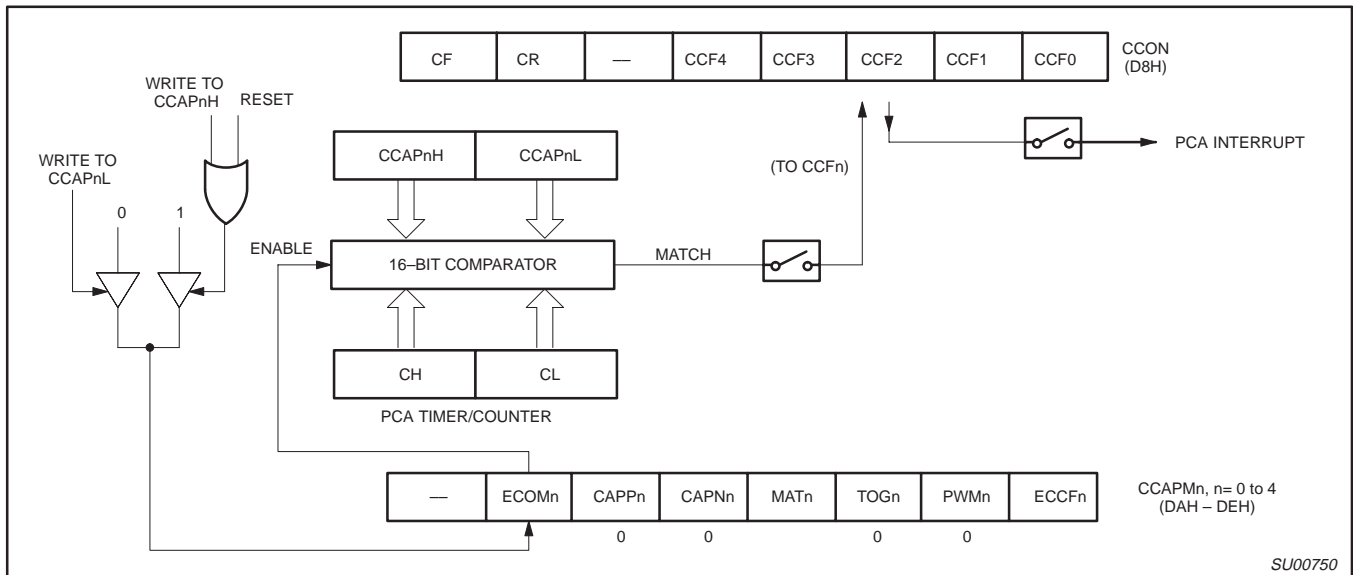 CF CR — CCF4 CCF3 CCF2 CCF1 CCF0
CCON
(D8H)
WRITE TO
CCAPnH
RESET
WRITE TO
CCAPnL
0 1
CCAPnH CCAPnL
(TO CCFn)
PCA INTERRUPT
ENABLE
16–BIT COMPARATOR
MATCH
CH CL
PCA TIMER/COUNTER
— ECOMn CAPPn CAPNn MATn TOGn PWMn ECCFn
CCAPMn, n= 0 to 4
(DAH – DEH)
0 0 0 0
SU00750